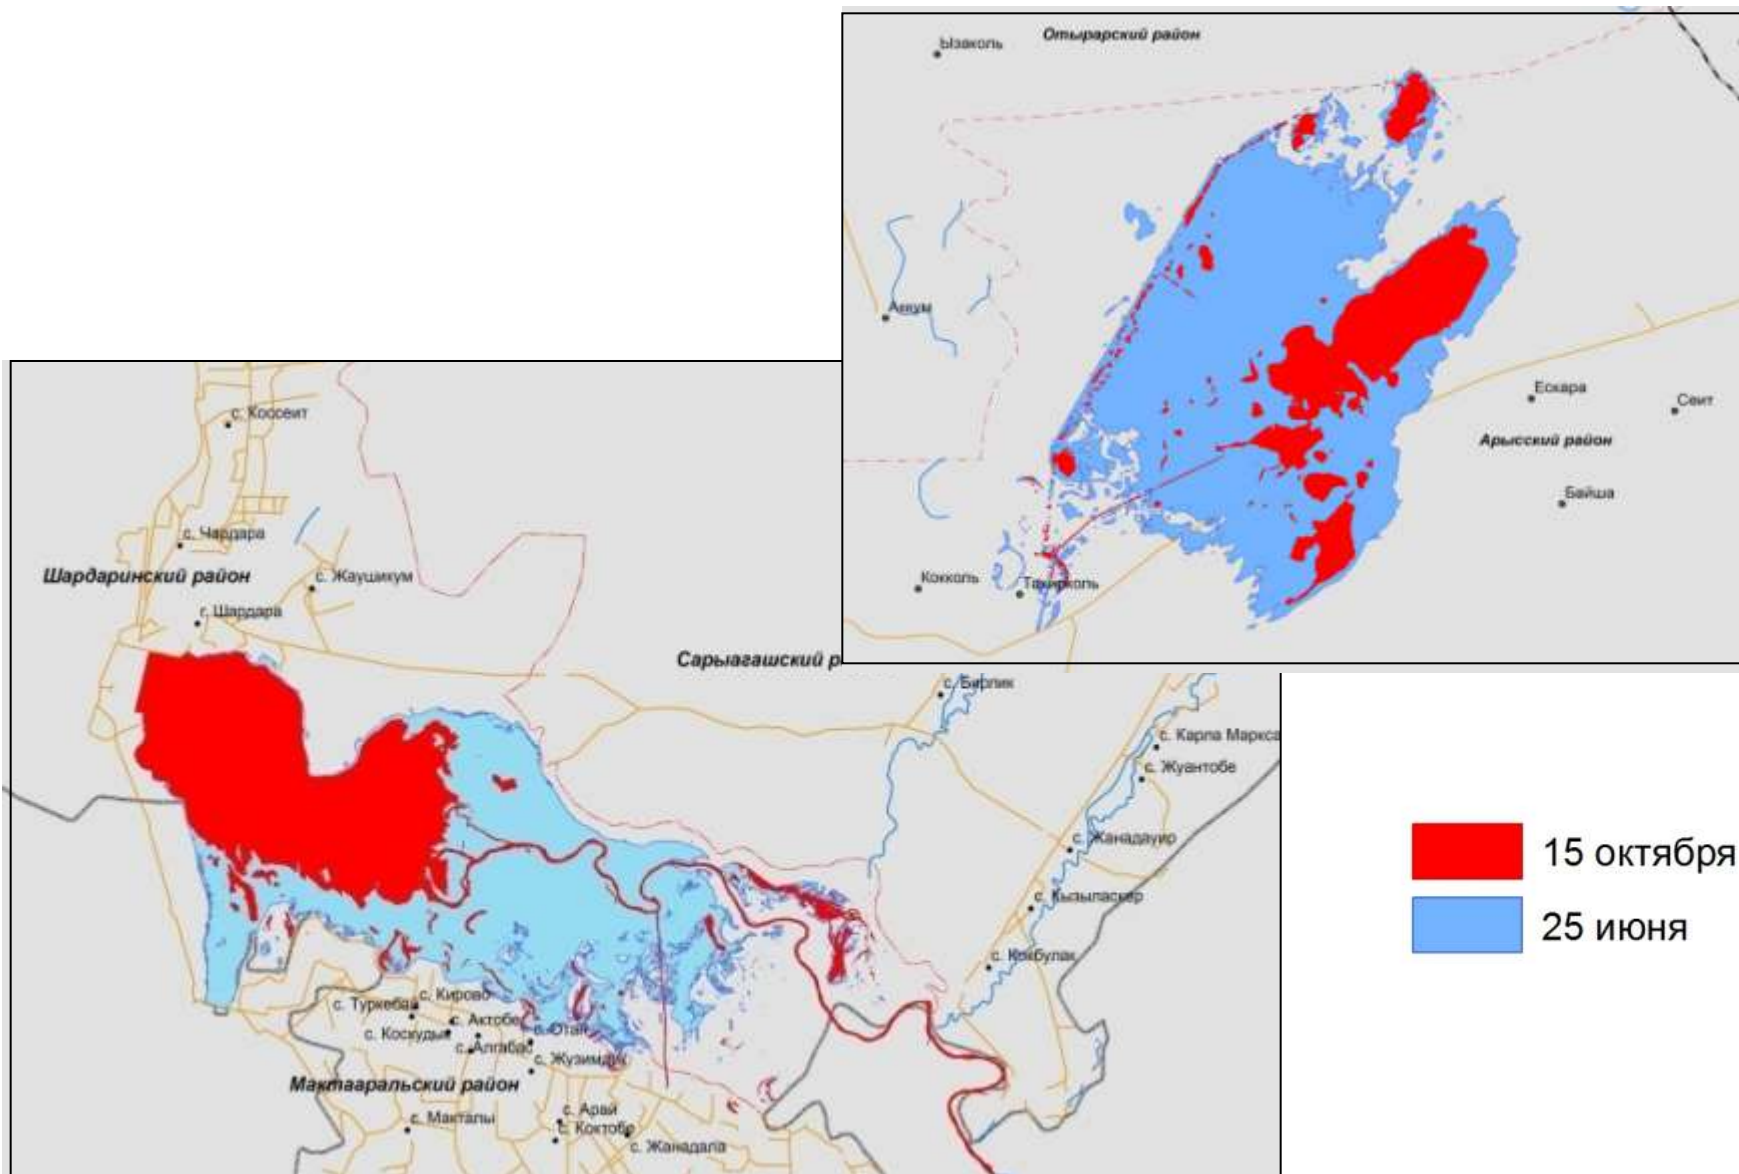 Отырарский район
Ызаколь
Аккум
Ескара
Сеит
Арысский район
Байша
Кокколь
Такирколь
с. Коссеит
с. Чардара
Шардаринский район
с. Жаушикум
г. Шардара
Сарыагашский р
с. Бирлик
с. Карла Маркса
с. Жуантобе
с. Жанадауир
с. Кызыласкер
с. Кокбулак
с. Кирово
с. Туркебай
с. Актобе
с. Коскудык
с. Отан
с. Алгабас
с. Жузимдик
Мактааральский район
с. Макталы
с. Арай
с. Коктобе
с. Жанадала
15 октября
25 июня